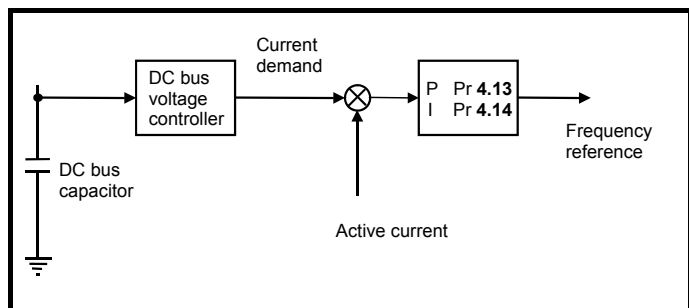 Current
demand
DC bus
voltage
controller
P Pr 4.13
I Pr 4.14
Frequency
reference
DC bus
capacitor
Active current